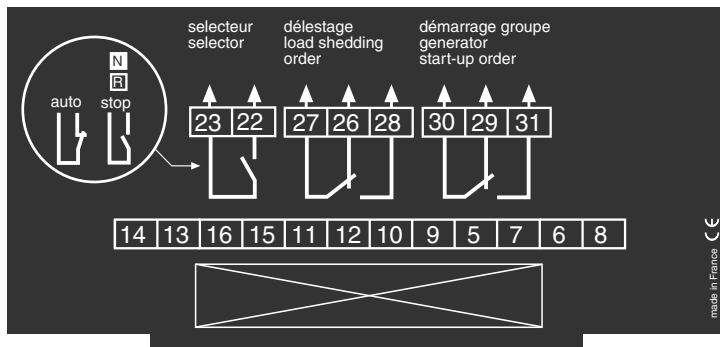 selecteur
selector
délestage
load shedding
order
démarrage groupe
generator
start-up order
N
R
auto stop
23 22 27 26 28 30 29 31
14 13 16 15 11 12 10 9 5 7 6 8
made in France CE